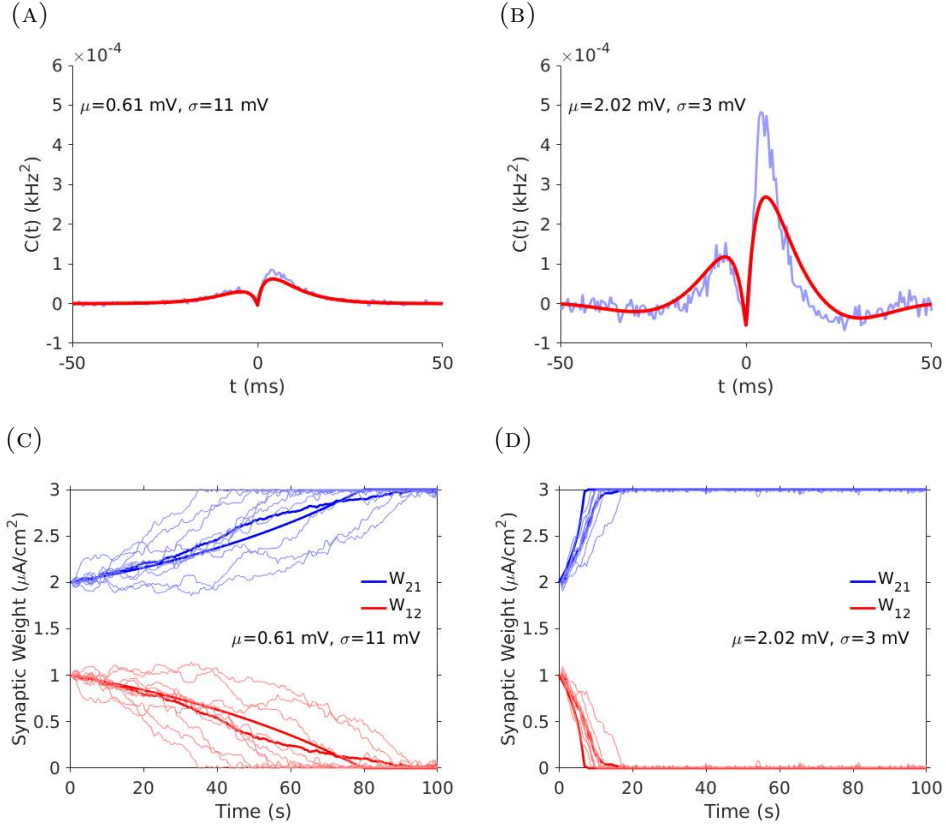 (A)
×10⁻⁴
6
5
4
3
2
1
0
-1
μ=0.61 mV, σ=11 mV
C(t) (kHz²)
-50 0 50
t (ms)
(B)
×10⁻⁴
6
5
4
3
2
1
0
-1
μ=2.02 mV, σ=3 mV
C(t) (kHz²)
-50 0 50
t (ms)
(C)
3
2.5
2
1.5
1
0.5
0
Synaptic Weight (μA/cm²)
W₂₁
W₁₂
μ=0.61 mV, σ=11 mV
0 20 40 60 80 100
Time (s)
(D)
3
2.5
2
1.5
1
0.5
0
Synaptic Weight (μA/cm²)
W₂₁
W₁₂
μ=2.02 mV, σ=3 mV
0 20 40 60 80 100
Time (s)